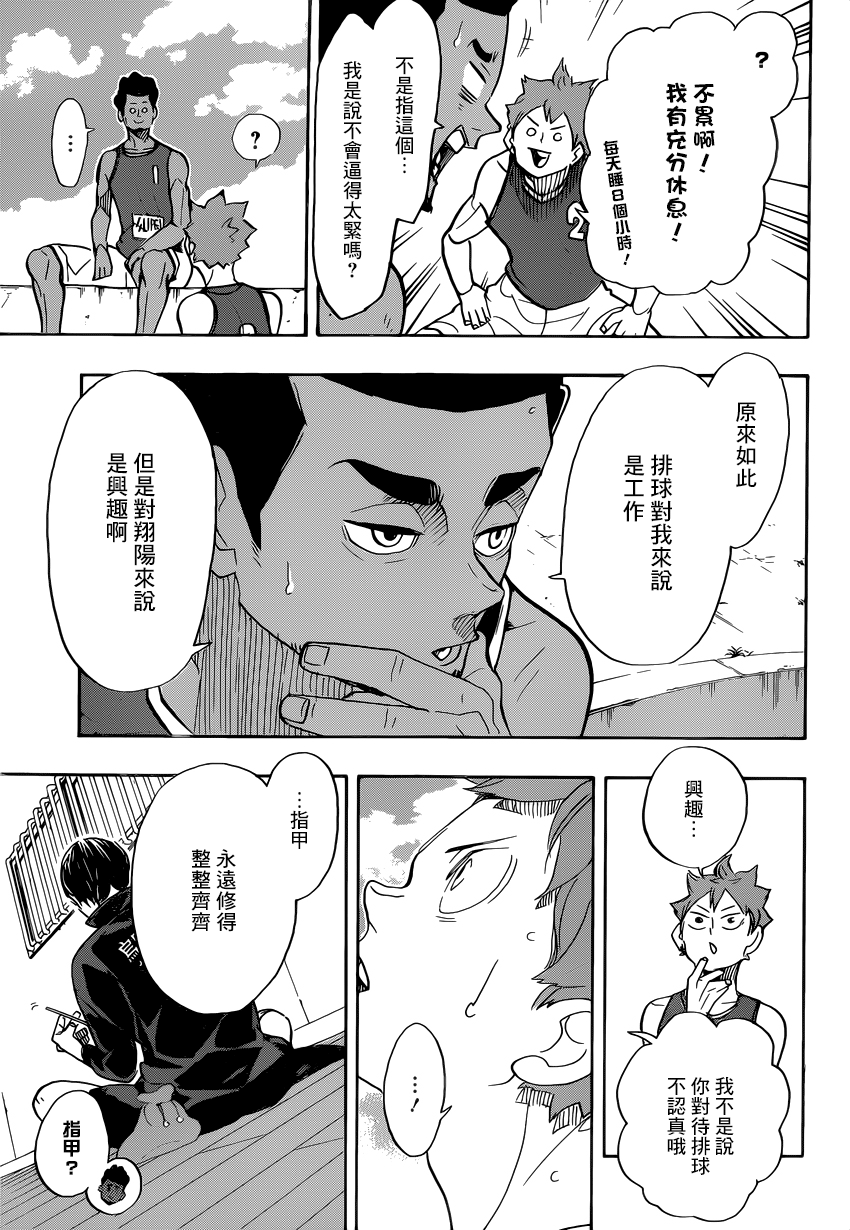 ？
不累啊！
我有充分休息！
每天睡8個小時！
2
不是指這個…
我是說不會逼得太緊嗎？
？
…
1
原來如此
排球對我來說
是工作
但是對翔陽來說
是興趣啊
興趣…
我不是說
你對待排球
不認真哦
…！
…指甲
永遠修得
整整齊齊
烏
指甲？